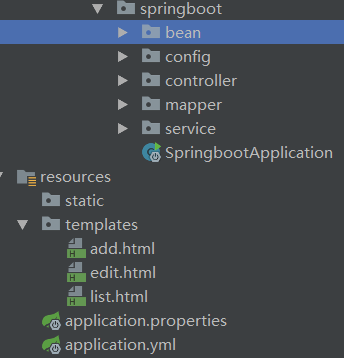 springboot
bean
config
controller
mapper
service
SpringbootApplication
resources
static
templates
add.html
edit.html
list.html
application.properties
application.yml